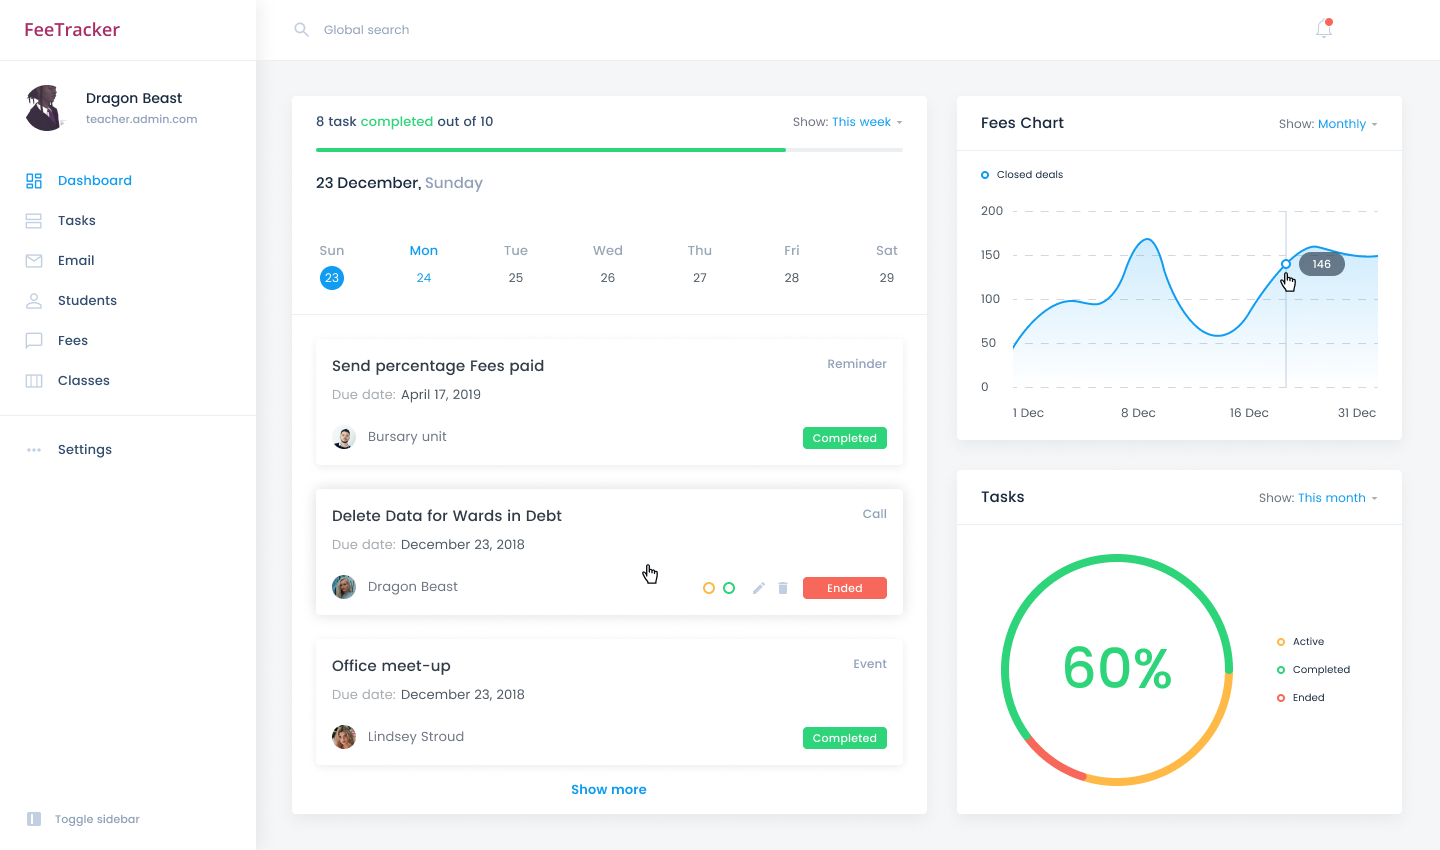 FeeTracker
Global search
Dragon Beast
teacher.admin.com
Dashboard
Tasks
Email
Students
Fees
Classes
Settings
Toggle sidebar
8 task completed out of 10
Show: This week
23 December, Sunday
Sun Mon Tue Wed Thu Fri Sat
23 24 25 26 27 28 29
Send percentage Fees paid
Reminder
Due date: April 17, 2019
Bursary unit
Completed
Delete Data for Wards in Debt
Call
Due date: December 23, 2018
Dragon Beast
Ended
Office meet-up
Event
Due date: December 23, 2018
Lindsey Stroud
Completed
Show more
Fees Chart
Show: Monthly
Closed deals
200
150
146
100
50
0
1 Dec 8 Dec 16 Dec 31 Dec
Tasks
Show: This month
60%
Active
Completed
Ended